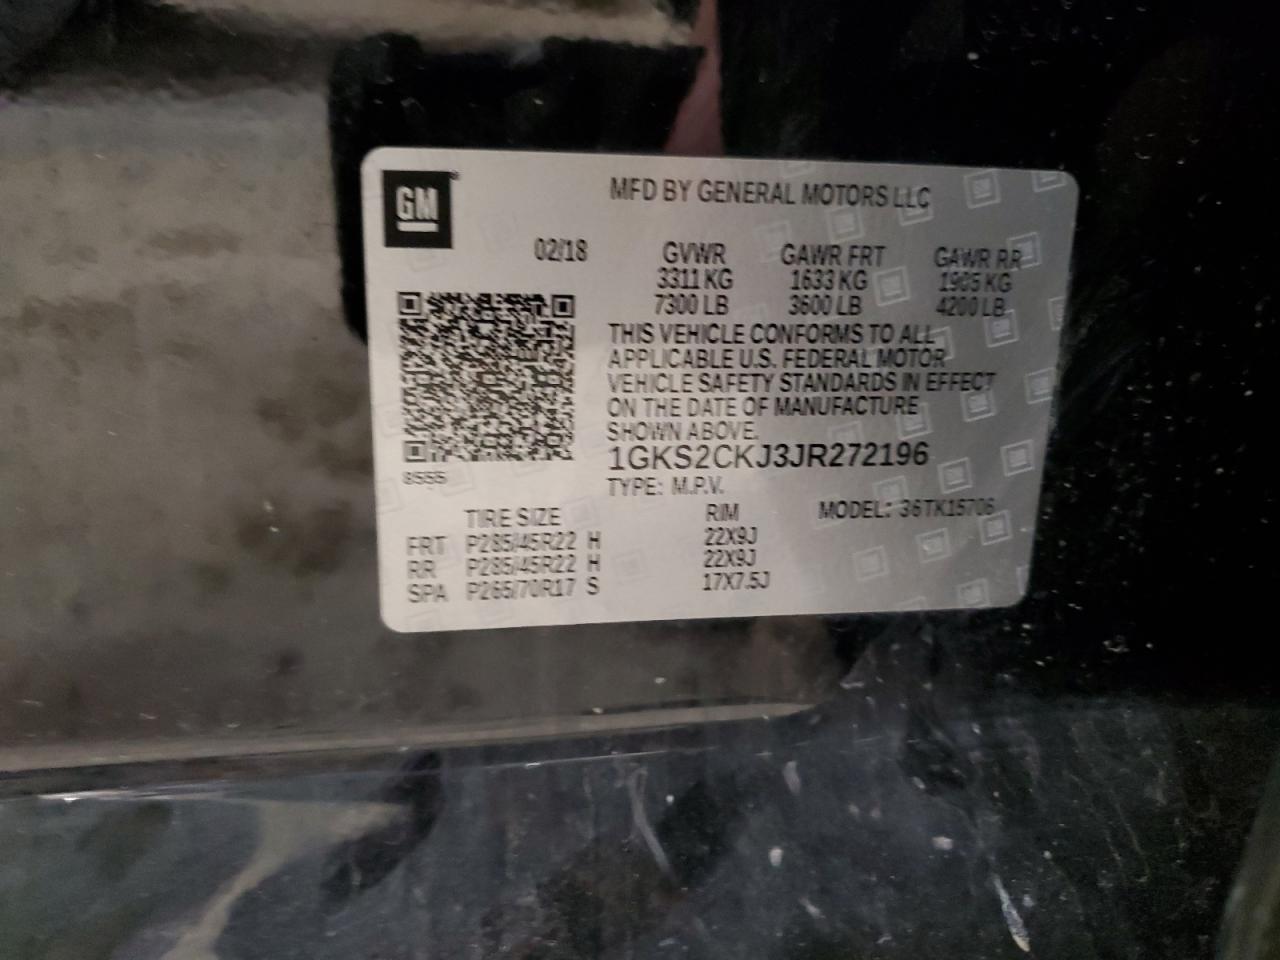 GM
MFD BY GENERAL MOTORS LLC
02/18 GVWR GAWR FRT GAWR RR
3311 KG 1633 KG 1905 KG
7300 LB 3600 LB 4200 LB
THIS VEHICLE CONFORMS TO ALL
APPLICABLE U.S. FEDERAL MOTOR
VEHICLE SAFETY STANDARDS IN EFFECT
ON THE DATE OF MANUFACTURE
SHOWN ABOVE.
1GKS2CKJ3JR272196
8555
TYPE: M.P.V.
TIRE SIZE RIM MODEL: 36TK15706
FRT P285/45R22 H 22X9J
RR P285/45R22 H 22X9J
SPA P265/70R17 S 17X7.5J